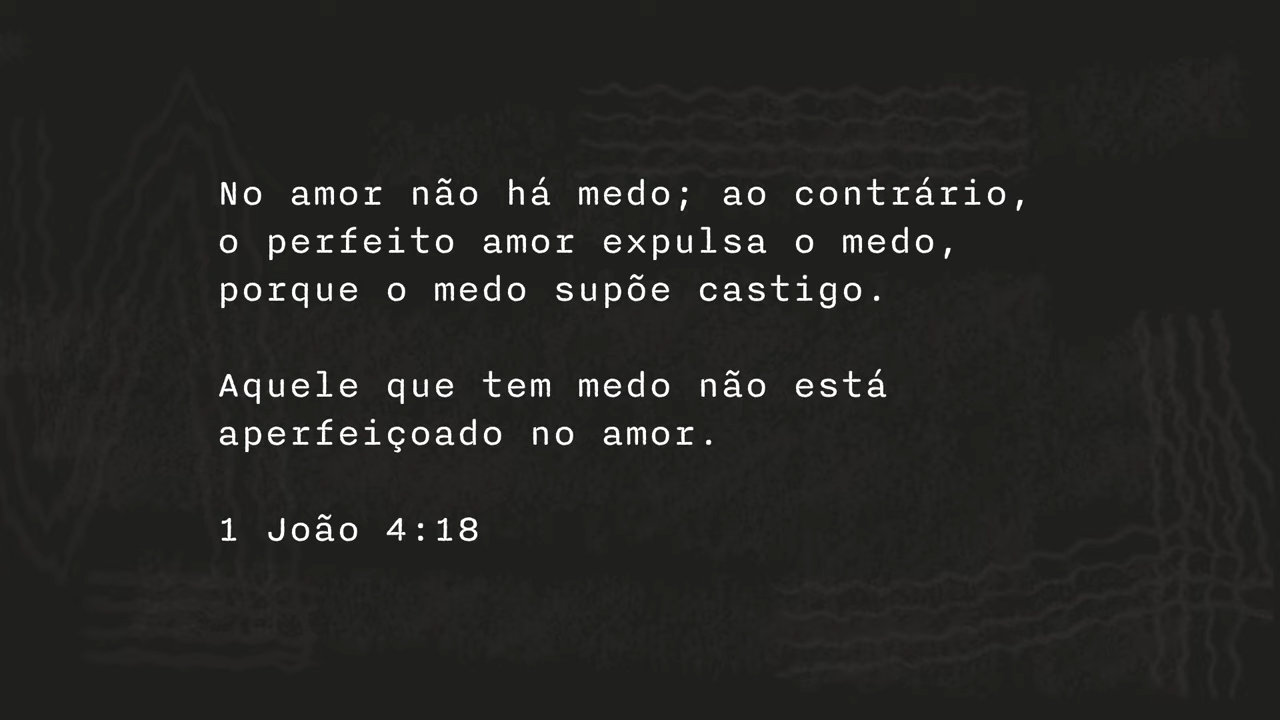 No amor não há medo; ao contrário,
o perfeito amor expulsa o medo,
porque o medo supõe castigo.
Aquele que tem medo não está
aperfeiçoado no amor.
1 João 4:18